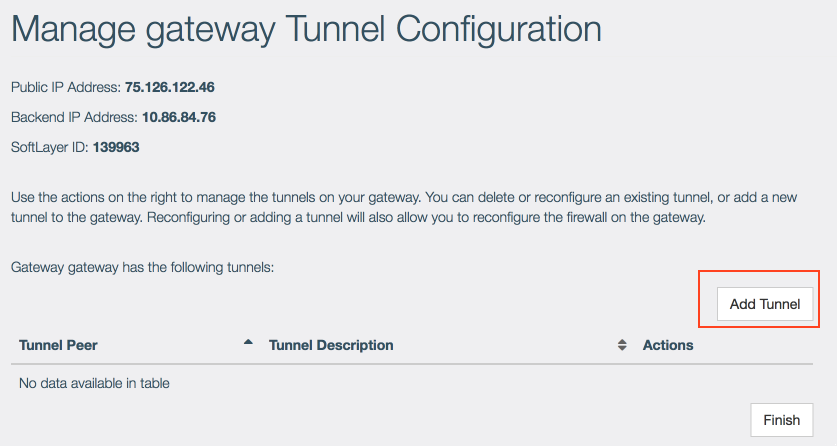 Manage gateway Tunnel Configuration
Public IP Address: 75.126.122.46
Backend IP Address: 10.86.84.76
SoftLayer ID: 139963
Use the actions on the right to manage the tunnels on your gateway. You can delete or reconfigure an existing tunnel, or add a new
tunnel to the gateway. Reconfiguring or adding a tunnel will also allow you to reconfigure the firewall on the gateway.
Gateway gateway has the following tunnels:
Add Tunnel
Tunnel Peer Tunnel Description Actions
No data available in table
Finish